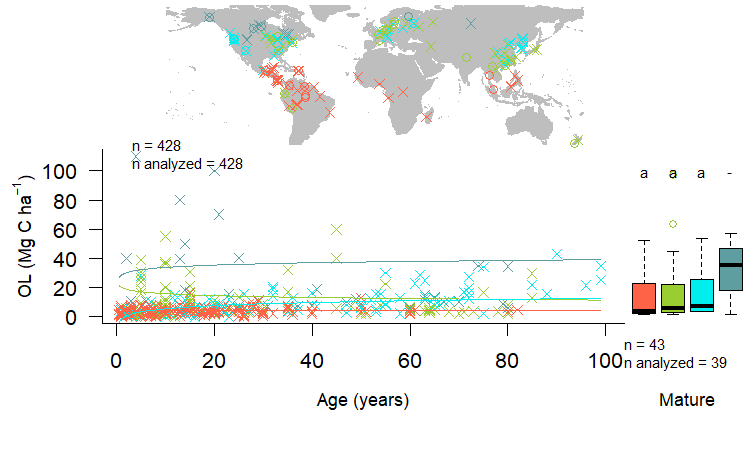 n = 428
n analyzed = 428
OL (Mg C ha⁻¹)
100
80
60
40
20
0
0 20 40 60 80 100
Age (years)
a a a -
n = 43
n analyzed = 39
Mature